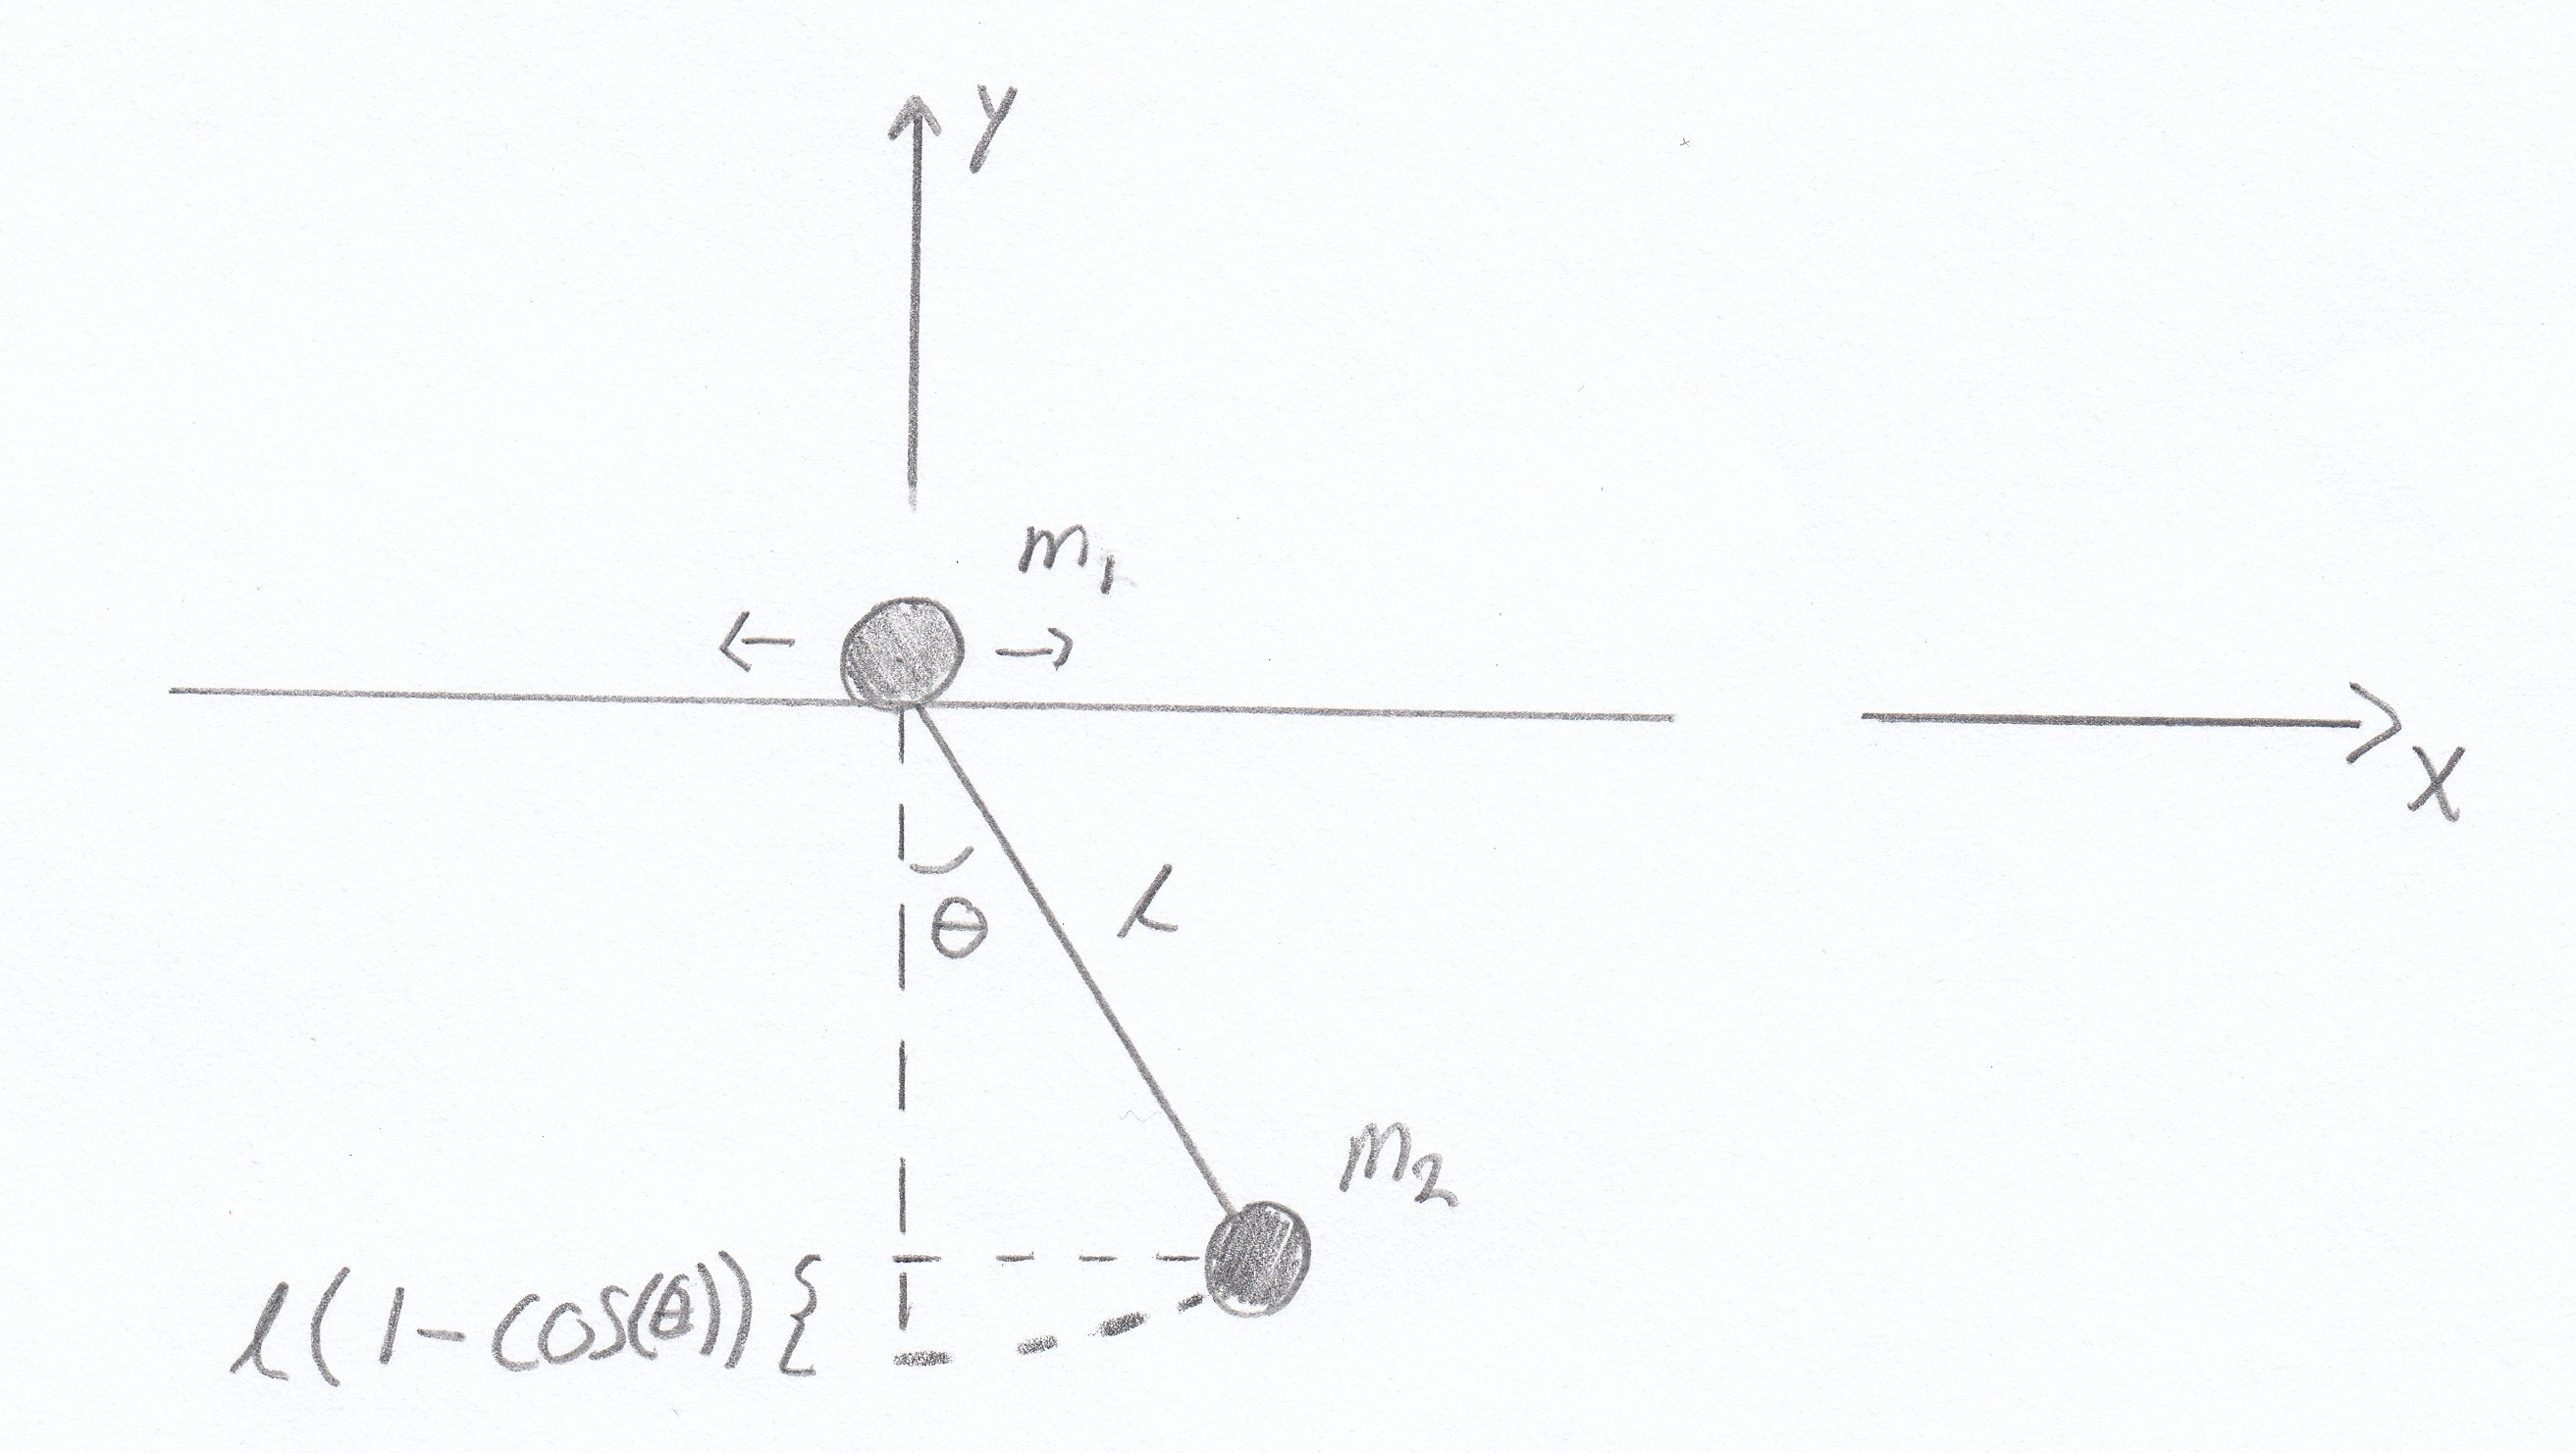 y
m₁
x
θ
l
m₂
l(1-cos(θ)){